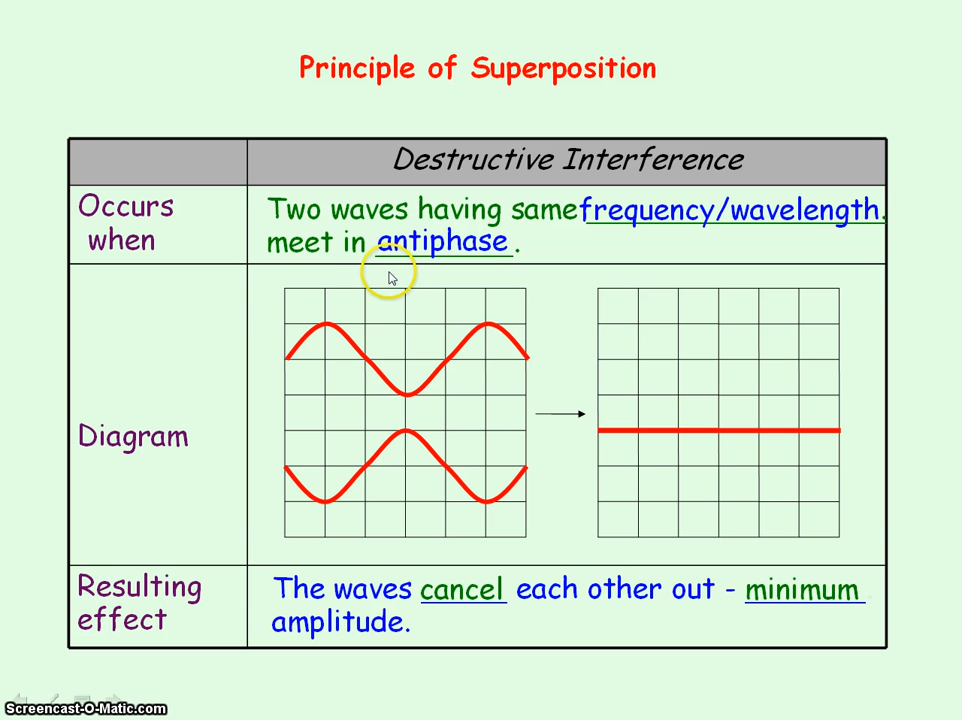 Principle of Superposition
Destructive Interference
Occurs
when
Two waves having same frequency/wavelength.
meet in antiphase.
Diagram
Resulting
effect
The waves cancel each other out - minimum
amplitude.
Screencast-O-Matic.com